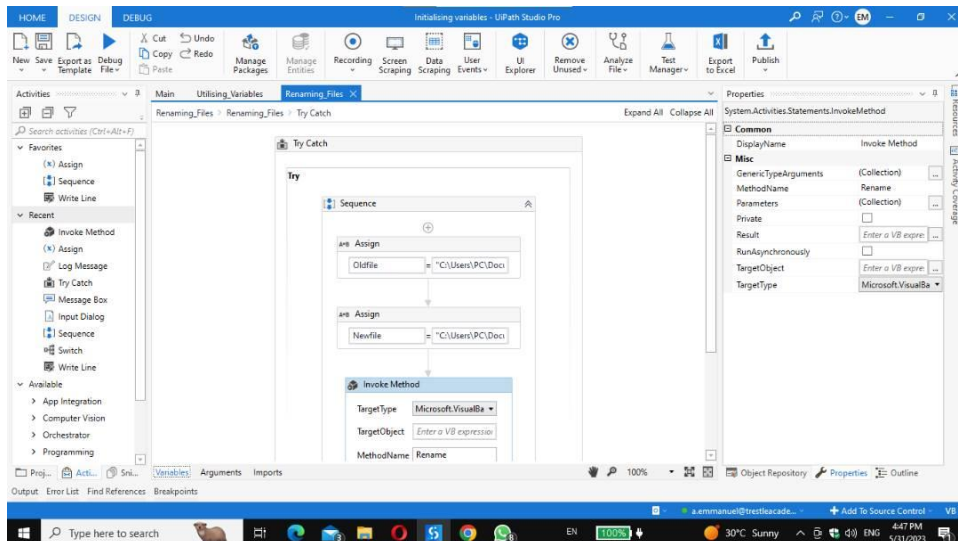 HOME DESIGN DEBUG Initialising variables - UiPath Studio Pro EM
New Save Export as Template Debug File Cut Copy Paste Undo Redo Manage Packages Manage Entities Recording Screen Scraping Data Scraping User Events UI Explorer Remove Unused Analyze File Test Manager Export to Excel Publish
Activities Main Utilising_Variables Renaming_Files Properties
Renaming_Files > Renaming_Files > Try Catch Expand All Collapse All System.Activities.Statements.InvokeMethod
Search activities (Ctrl+Alt+F)
Favorites
Assign
Sequence
Write Line
Recent
Invoke Method
Assign
Log Message
Try Catch
Message Box
Input Dialog
Sequence
Switch
Write Line
Available
App Integration
Computer Vision
Orchestrator
Programming
Try Catch
Try
Sequence
A+B Assign
Oldfile = "C:\Users\PC\Docu
A+B Assign
Newfile = "C:\Users\PC\Docu
Invoke Method
TargetType Microsoft.VisualBa
TargetObject Enter a VB expression
MethodName Rename
Common
DisplayName Invoke Method
Misc
GenericTypeArguments (Collection) ...
MethodName Rename
Parameters (Collection) ...
Private
Result Enter a VB expre ...
RunAsynchronously
TargetObject Enter a VB expre ...
TargetType Microsoft.VisualBa
Resources
Activity Coverage
Proj... Acti... Sni... Variables Arguments Imports 100% Object Repository Properties Outline
Output Error List Find References Breakpoints
a.emmanuel@trestleacade... Add To Source Control VB
Type here to search EN 100% 30°C Sunny ENG 4:47 PM
5/31/2023